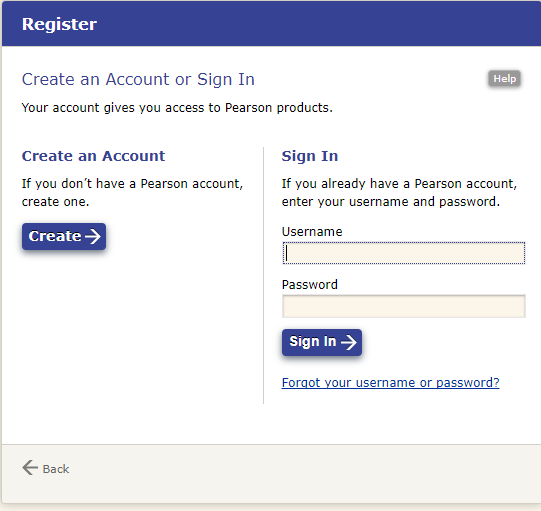 Register
Create an Account or Sign In
Help
Your account gives you access to Pearson products.
Create an Account
If you don’t have a Pearson account,
create one.
Create
Sign In
If you already have a Pearson account,
enter your username and password.
Username
Password
Sign In
Forgot your username or password?
Back